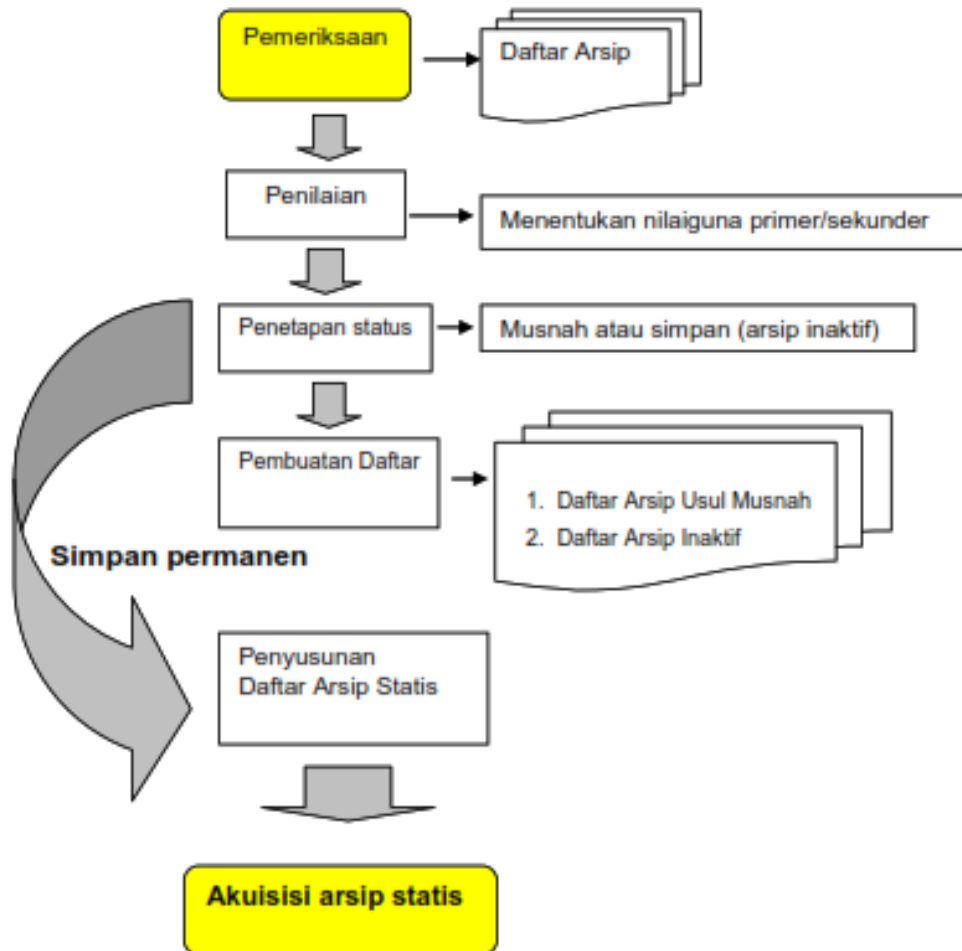 Pemeriksaan
Daftar Arsip
Penilaian
Menentukan nilaiguna primer/sekunder
Penetapan status
Musnah atau simpan (arsip inaktif)
Pembuatan Daftar
1. Daftar Arsip Usul Musnah
2. Daftar Arsip Inaktif
Simpan permanen
Penyusunan
Daftar Arsip Statis
Akuisisi arsip statis